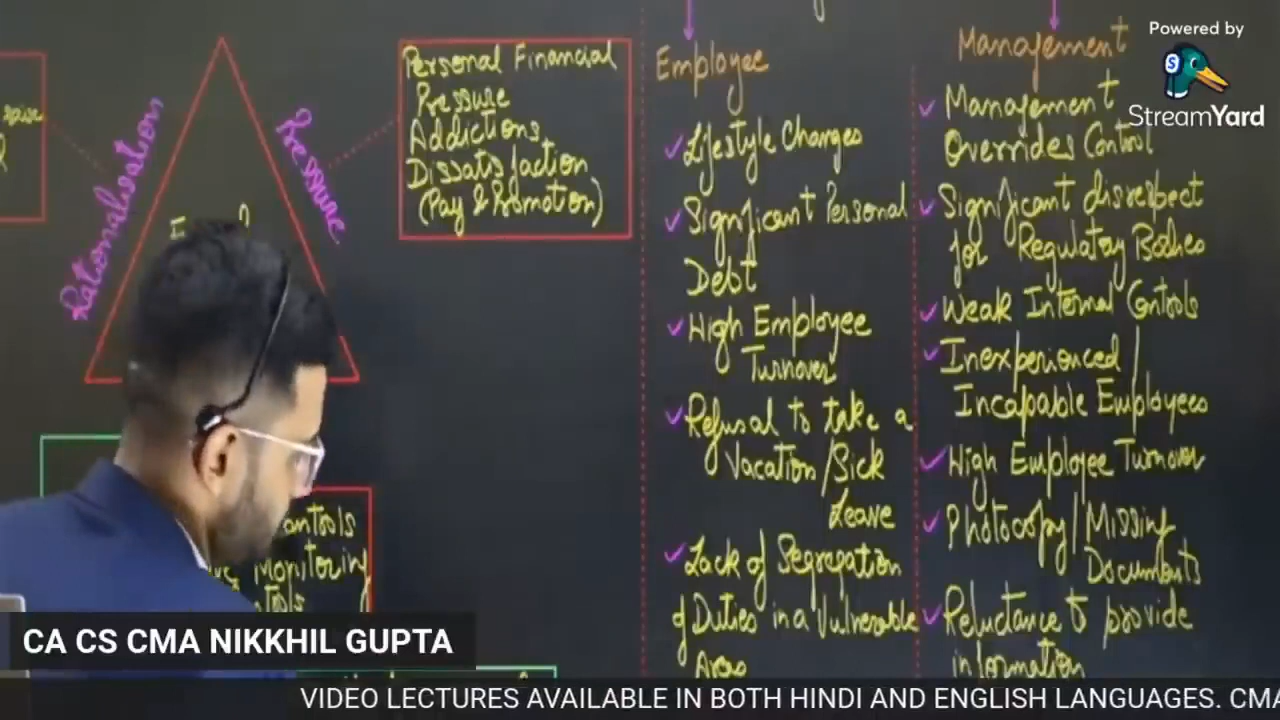 Powered by
StreamYard
Rationalisation
Pressure
Personal Financial
Pressure
Addictions,
Dissatisfaction
(Pay & Promotion)
Employee
✓ Lifestyle Changes
✓ Significant Personal
Debt
✓ High Employee
Turnover
✓ Refusal to take a
Vacation/Sick
Leave
✓ Lack of Segregation
of Duties in a Vulnerable
Area
Management
✓ Management
Overrides Control
✓ Significant disrespect
for Regulatory Bodies
✓ Weak Internal Controls
✓ Inexperienced/
Incapable Employees
✓ High Employee Turnover
✓ Photocopy/Missing
Documents
✓ Reluctance to provide
information
Monitoring
CA CS CMA NIKKHIL GUPTA
VIDEO LECTURES AVAILABLE IN BOTH HINDI AND ENGLISH LANGUAGES. CMA